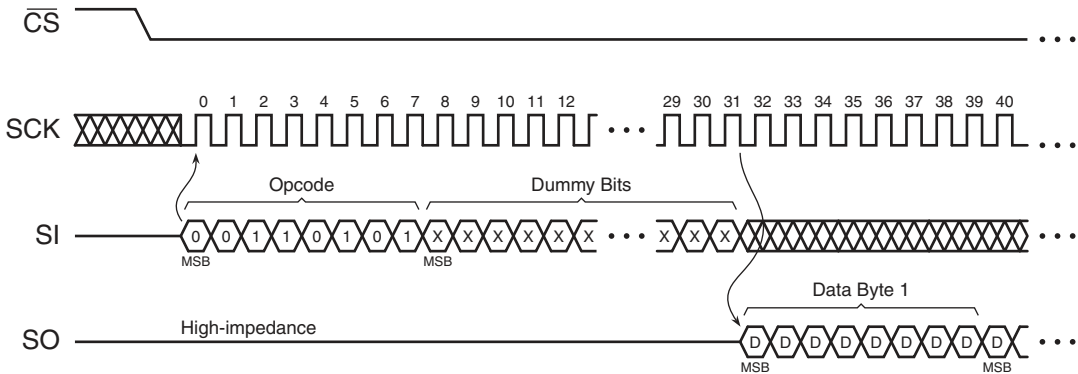 CS
0 1 2 3 4 5 6 7 8 9 10 11 12 29 30 31 32 33 34 35 36 37 38 39 40
SCK • • • • • •
Opcode Dummy Bits
SI 0 0 1 1 0 1 0 1 X X X X X X • • • X X X • • •
MSB MSB
Data Byte 1
High-impedance
SO D D D D D D D D D • • •
MSB MSB